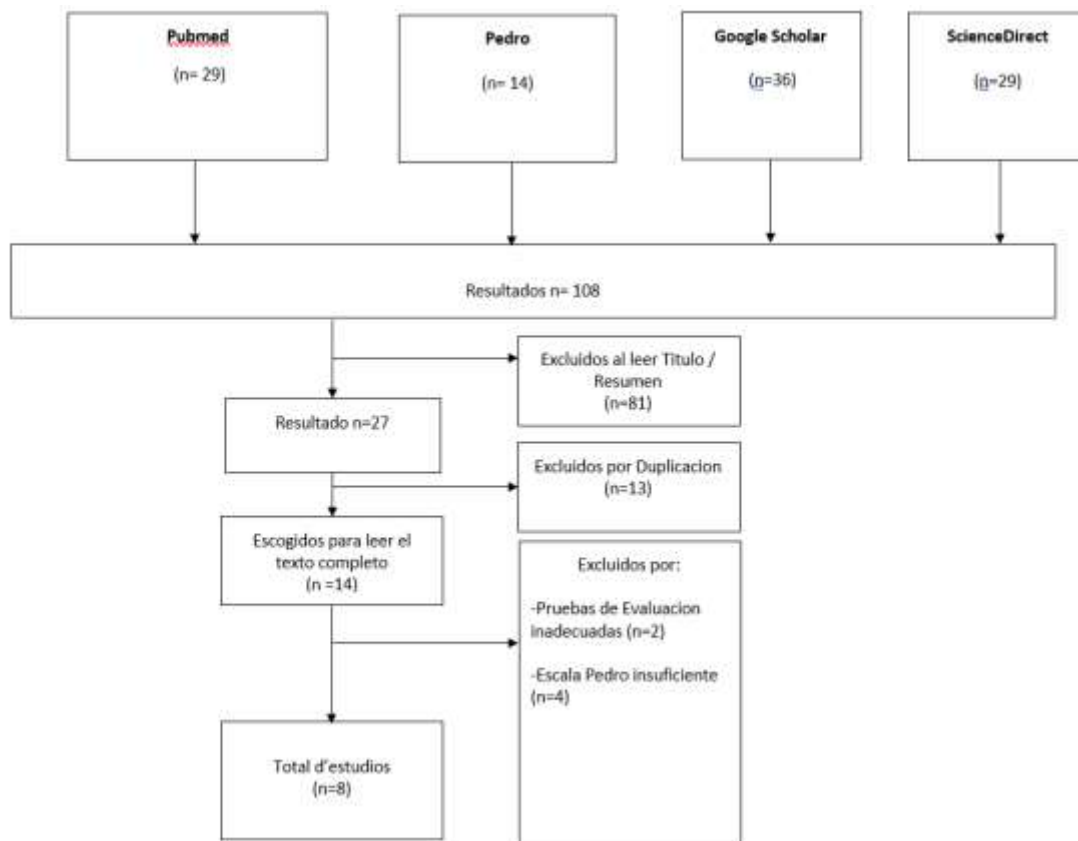 Pubmed
(n= 29)
Pedro
(n= 14)
Google Scholar
(n=36)
ScienceDirect
(n=29)
Resultados n= 108
Excluidos al leer Titulo /
Resumen
(n=81)
Resultado n=27
Excluidos por Duplicacion
(n=13)
Escogidos para leer el
texto completo
(n =14)
Excluidos por:
-Pruebas de Evaluacion
inadecuadas (n=2)
-Escala Pedro insuficiente
(n=4)
Total d'estudios
(n=8)